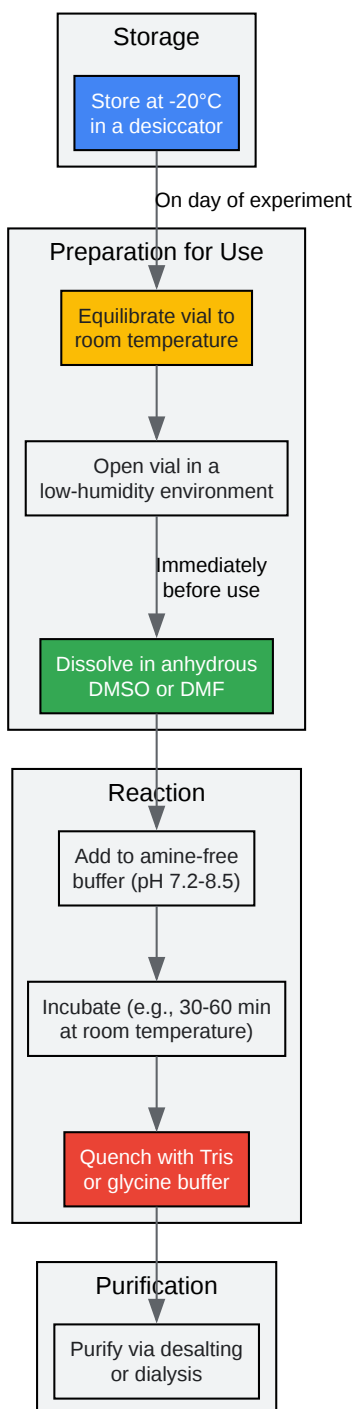 Storage
Store at -20°C
in a desiccator
On day of experiment
Preparation for Use
Equilibrate vial to
room temperature
Open vial in a
low-humidity environment
Immediately
before use
Dissolve in anhydrous
DMSO or DMF
Reaction
Add to amine-free
buffer (pH 7.2-8.5)
Incubate (e.g., 30-60 min
at room temperature)
Quench with Tris
or glycine buffer
Purification
Purify via desalting
or dialysis